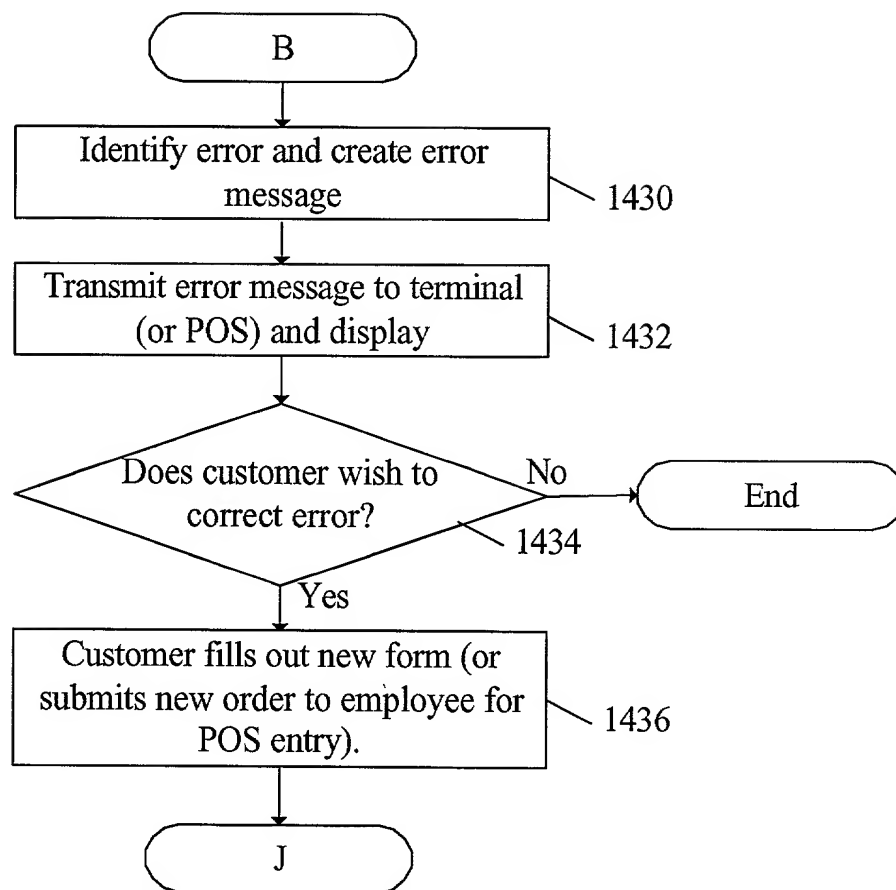 B
Identify error and create error
message
1430
Transmit error message to terminal
(or POS) and display
1432
Does customer wish to
correct error?
No
End
1434
Yes
Customer fills out new form (or
submits new order to employee for
POS entry).
1436
J